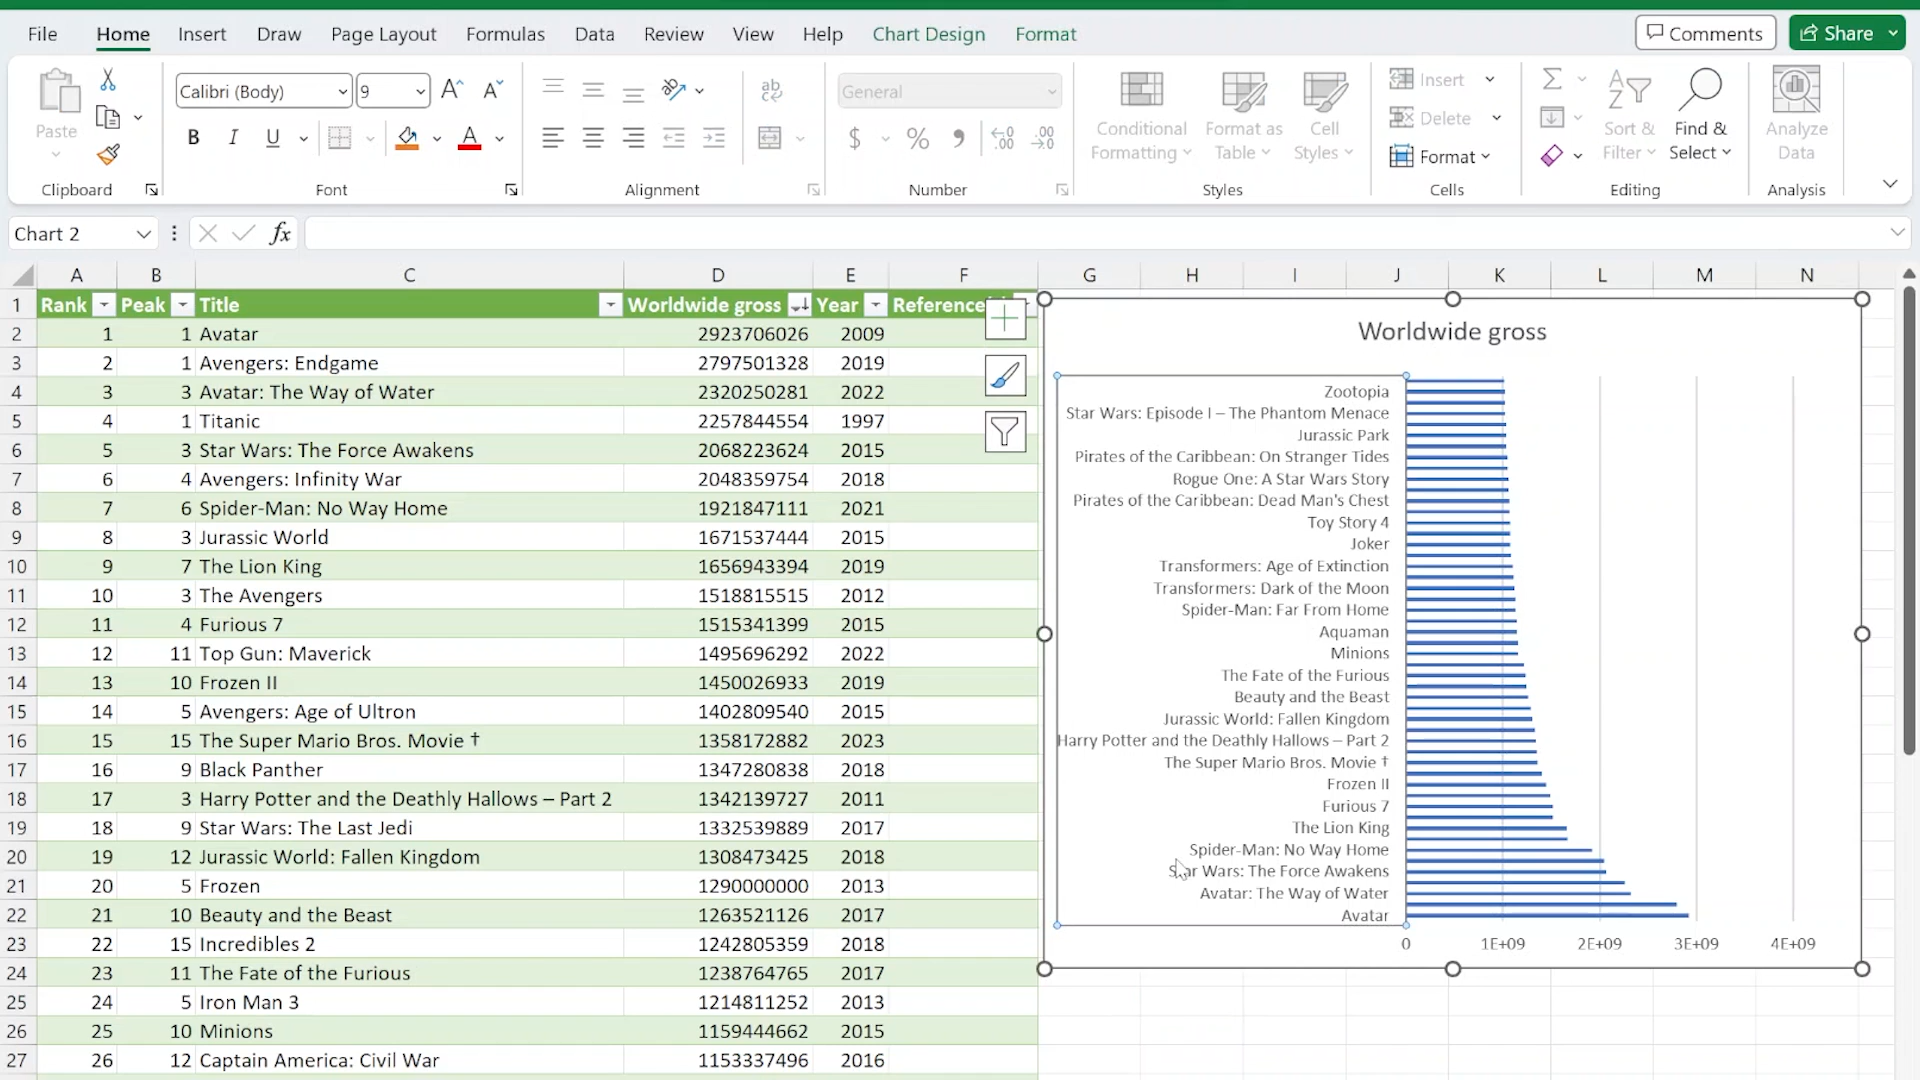 File Home Insert Draw Page Layout Formulas Data Review View Help Chart Design Format Comments Share
Paste
Clipboard
Calibri (Body) 9
B I U A
Font
ab
Alignment
General
$ % 9
Number
Conditional Formatting
Format as Table
Cell Styles
Styles
Insert
Delete
Format
Cells
Sort & Filter
Find & Select
Editing
Analyze Data
Analysis
Chart 2 fx
A B C D E F G H I J K L M N
1 Rank Peak Title Worldwide gross Year Reference
2 1 1 Avatar 2923706026 2009
3 2 1 Avengers: Endgame 2797501328 2019
4 3 3 Avatar: The Way of Water 2320250281 2022
5 4 1 Titanic 2257844554 1997
6 5 3 Star Wars: The Force Awakens 2068223624 2015
7 6 4 Avengers: Infinity War 2048359754 2018
8 7 6 Spider-Man: No Way Home 1921847111 2021
9 8 3 Jurassic World 1671537444 2015
10 9 7 The Lion King 1656943394 2019
11 10 3 The Avengers 1518815515 2012
12 11 4 Furious 7 1515341399 2015
13 12 11 Top Gun: Maverick 1495696292 2022
14 13 10 Frozen II 1450026933 2019
15 14 5 Avengers: Age of Ultron 1402809540 2015
16 15 15 The Super Mario Bros. Movie † 1358172882 2023
17 16 9 Black Panther 1347280838 2018
18 17 3 Harry Potter and the Deathly Hallows – Part 2 1342139727 2011
19 18 9 Star Wars: The Last Jedi 1332539889 2017
20 19 12 Jurassic World: Fallen Kingdom 1308473425 2018
21 20 5 Frozen 1290000000 2013
22 21 10 Beauty and the Beast 1263521126 2017
23 22 15 Incredibles 2 1242805359 2018
24 23 11 The Fate of the Furious 1238764765 2017
25 24 5 Iron Man 3 1214811252 2013
26 25 10 Minions 1159444662 2015
27 26 12 Captain America: Civil War 1153337496 2016
Worldwide gross
Zootopia
Star Wars: Episode I – The Phantom Menace
Jurassic Park
Pirates of the Caribbean: On Stranger Tides
Rogue One: A Star Wars Story
Pirates of the Caribbean: Dead Man's Chest
Toy Story 4
Joker
Transformers: Age of Extinction
Transformers: Dark of the Moon
Spider-Man: Far From Home
Aquaman
Minions
The Fate of the Furious
Beauty and the Beast
Jurassic World: Fallen Kingdom
Harry Potter and the Deathly Hallows – Part 2
The Super Mario Bros. Movie †
Frozen II
Furious 7
The Lion King
Spider-Man: No Way Home
Star Wars: The Force Awakens
Avatar: The Way of Water
Avatar
0 1E+09 2E+09 3E+09 4E+09